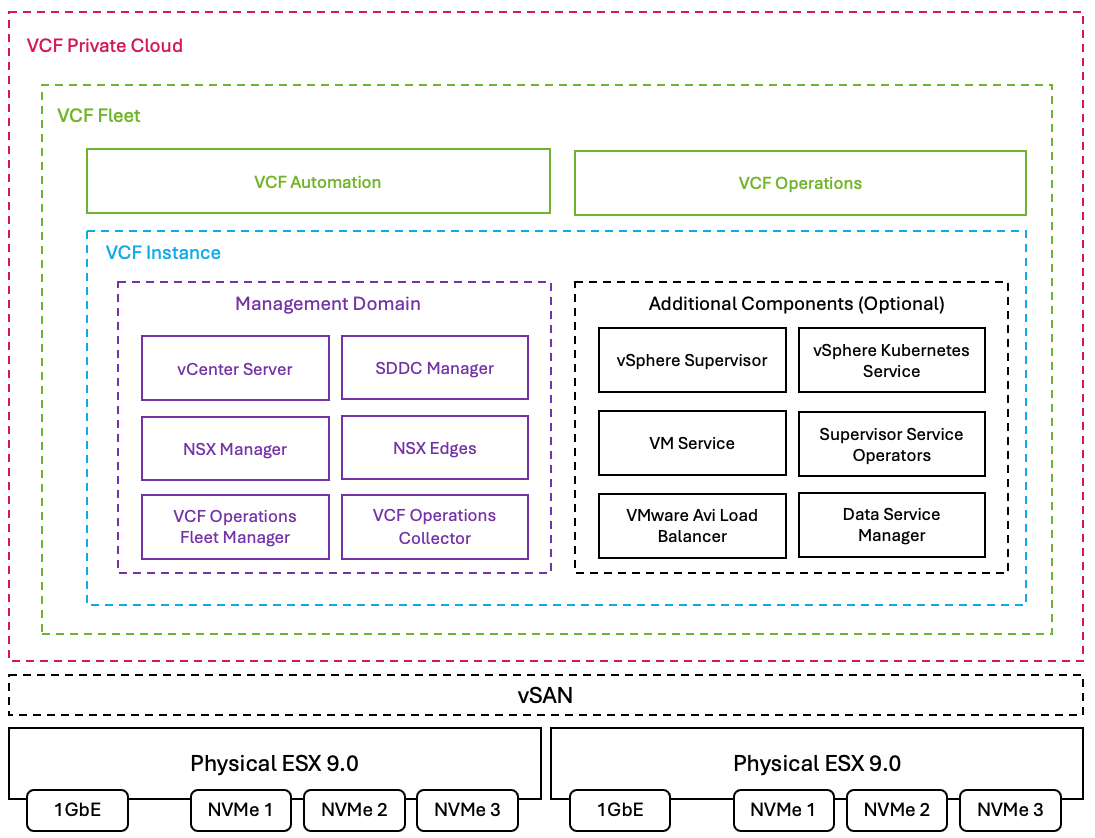 VCF Private Cloud
VCF Fleet
VCF Automation
VCF Operations
VCF Instance
Management Domain
vCenter Server
SDDC Manager
NSX Manager
NSX Edges
VCF Operations
Fleet Manager
VCF Operations
Collector
Additional Components (Optional)
vSphere Supervisor
vSphere Kubernetes
Service
VM Service
Supervisor Service
Operators
VMware Avi Load
Balancer
Data Service
Manager
vSAN
Physical ESX 9.0
1GbE
NVMe 1
NVMe 2
NVMe 3
Physical ESX 9.0
1GbE
NVMe 1
NVMe 2
NVMe 3